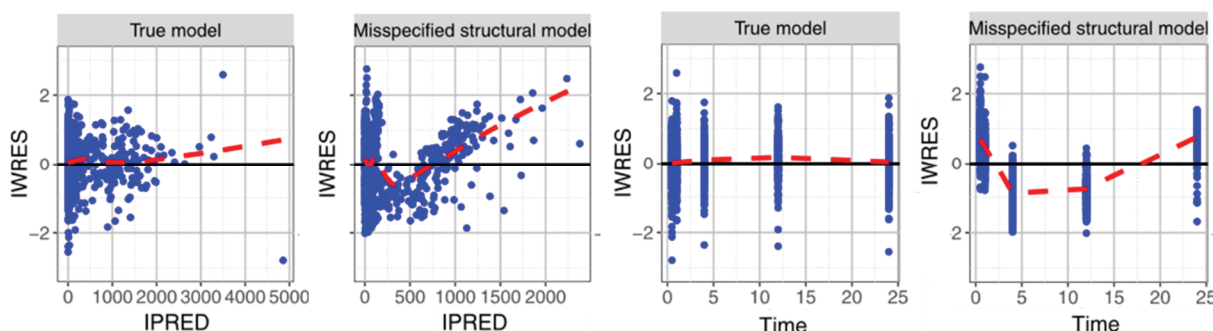 True model
Misspecified structural model
True model
Misspecified structural model
IWRES
2
0
−2
0 1000 2000 3000 4000 5000
IPRED
IWRES
2
0
−2
0 500 1000 1500 2000
IPRED
IWRES
2
0
−2
0 5 10 15 20 25
Time
IWRES
2
0
2
0 5 10 15 20 25
Time